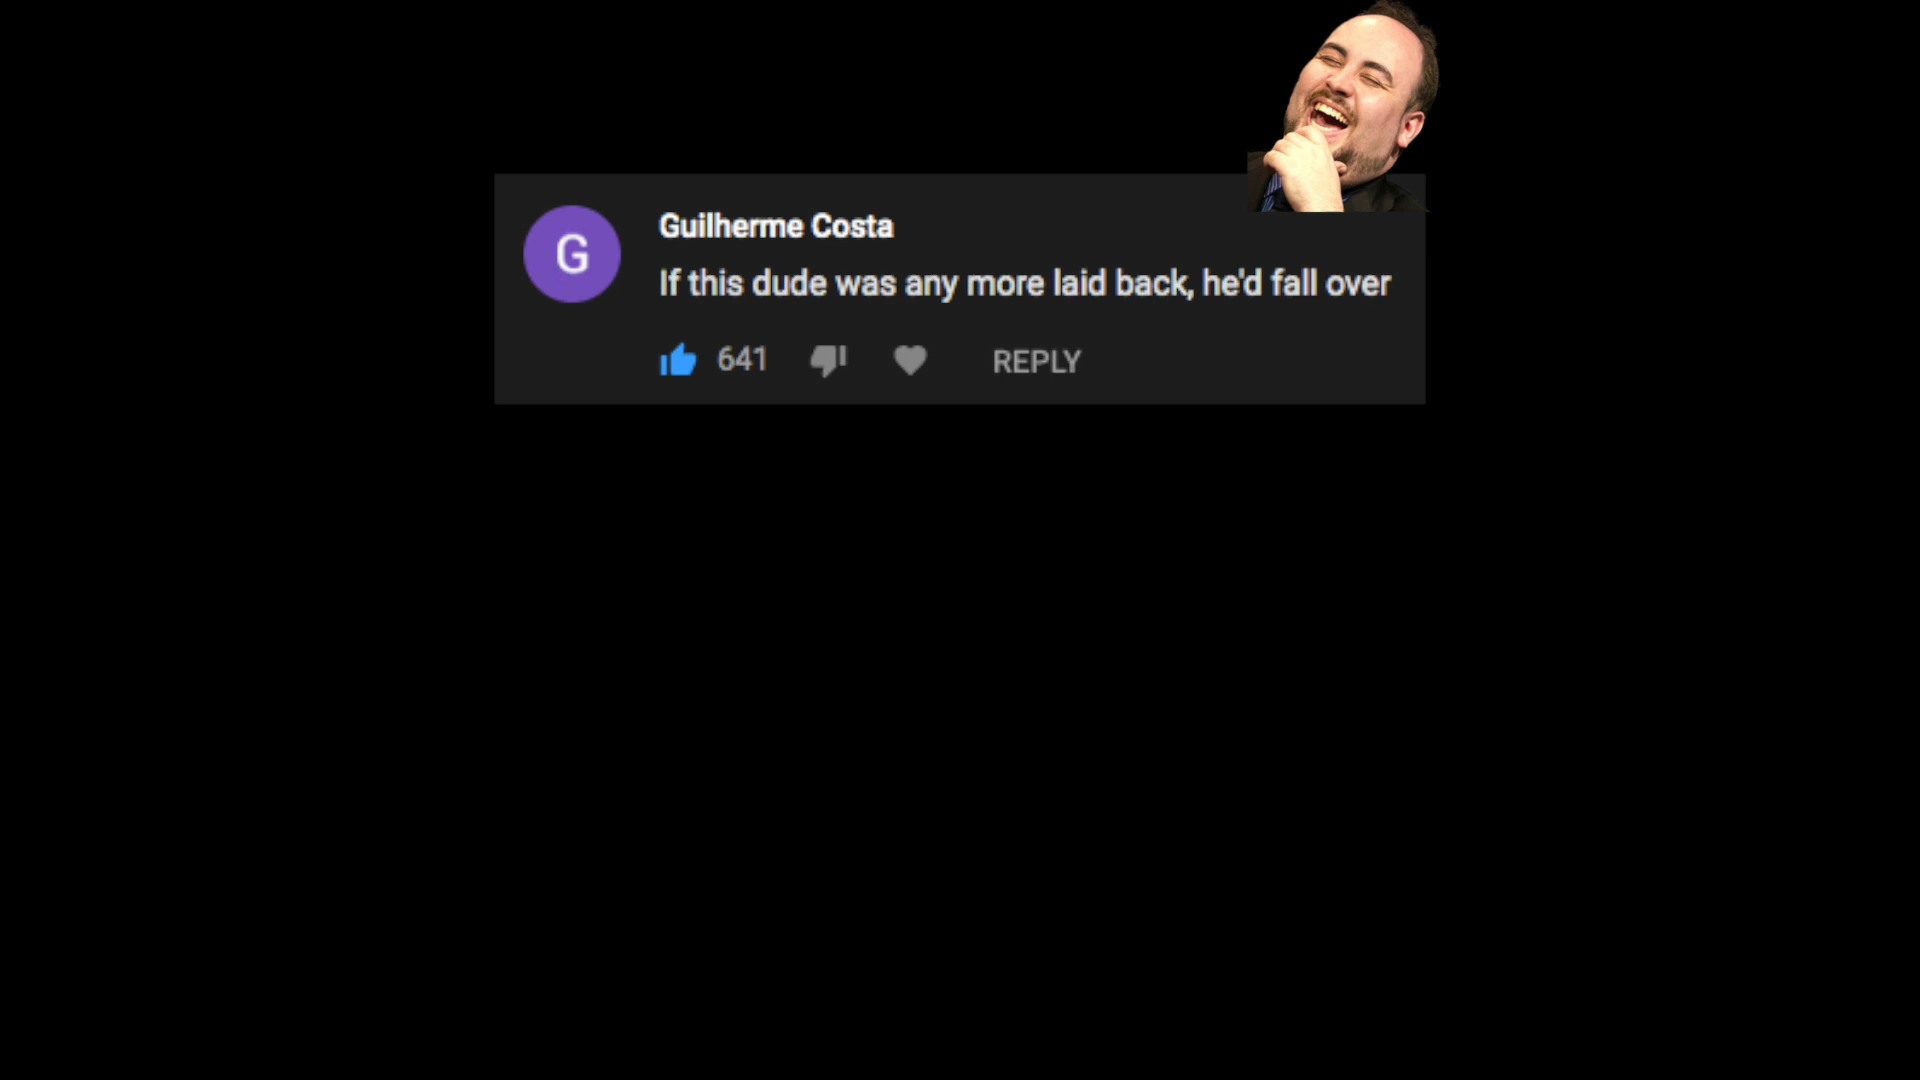 G
Guilherme Costa
If this dude was any more laid back, he'd fall over
641
REPLY